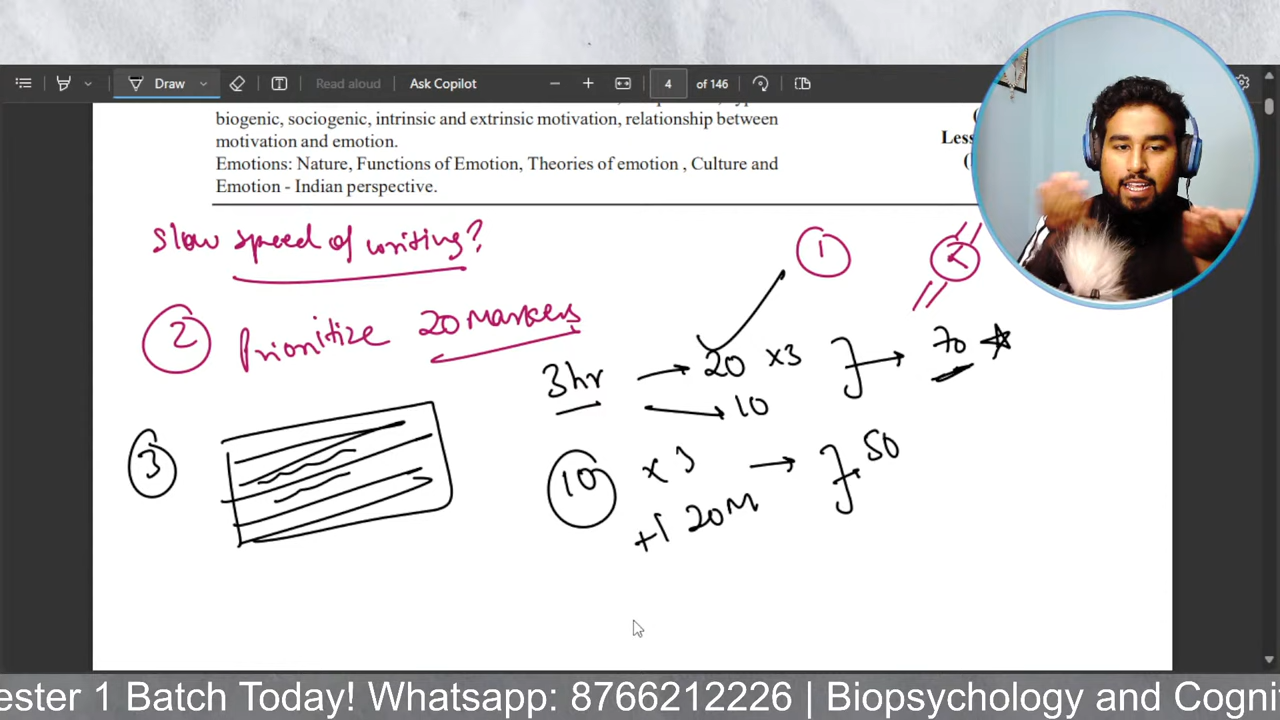 Draw
Read aloud
Ask Copilot
4
of 146
biogenic, sociogenic, intrinsic and extrinsic motivation, relationship between
motivation and emotion.
Emotions: Nature, Functions of Emotion, Theories of emotion , Culture and
Emotion - Indian perspective.
Less
(
Slow speed of writing?
1
2
Prioritize 20 Markers
3hr → 20 x3 } → 70
→ 10
3
10 x 3 → } 50
+1 20M
ester 1 Batch Today! Whatsapp: 8766212226 | Biopsychology and Cogni